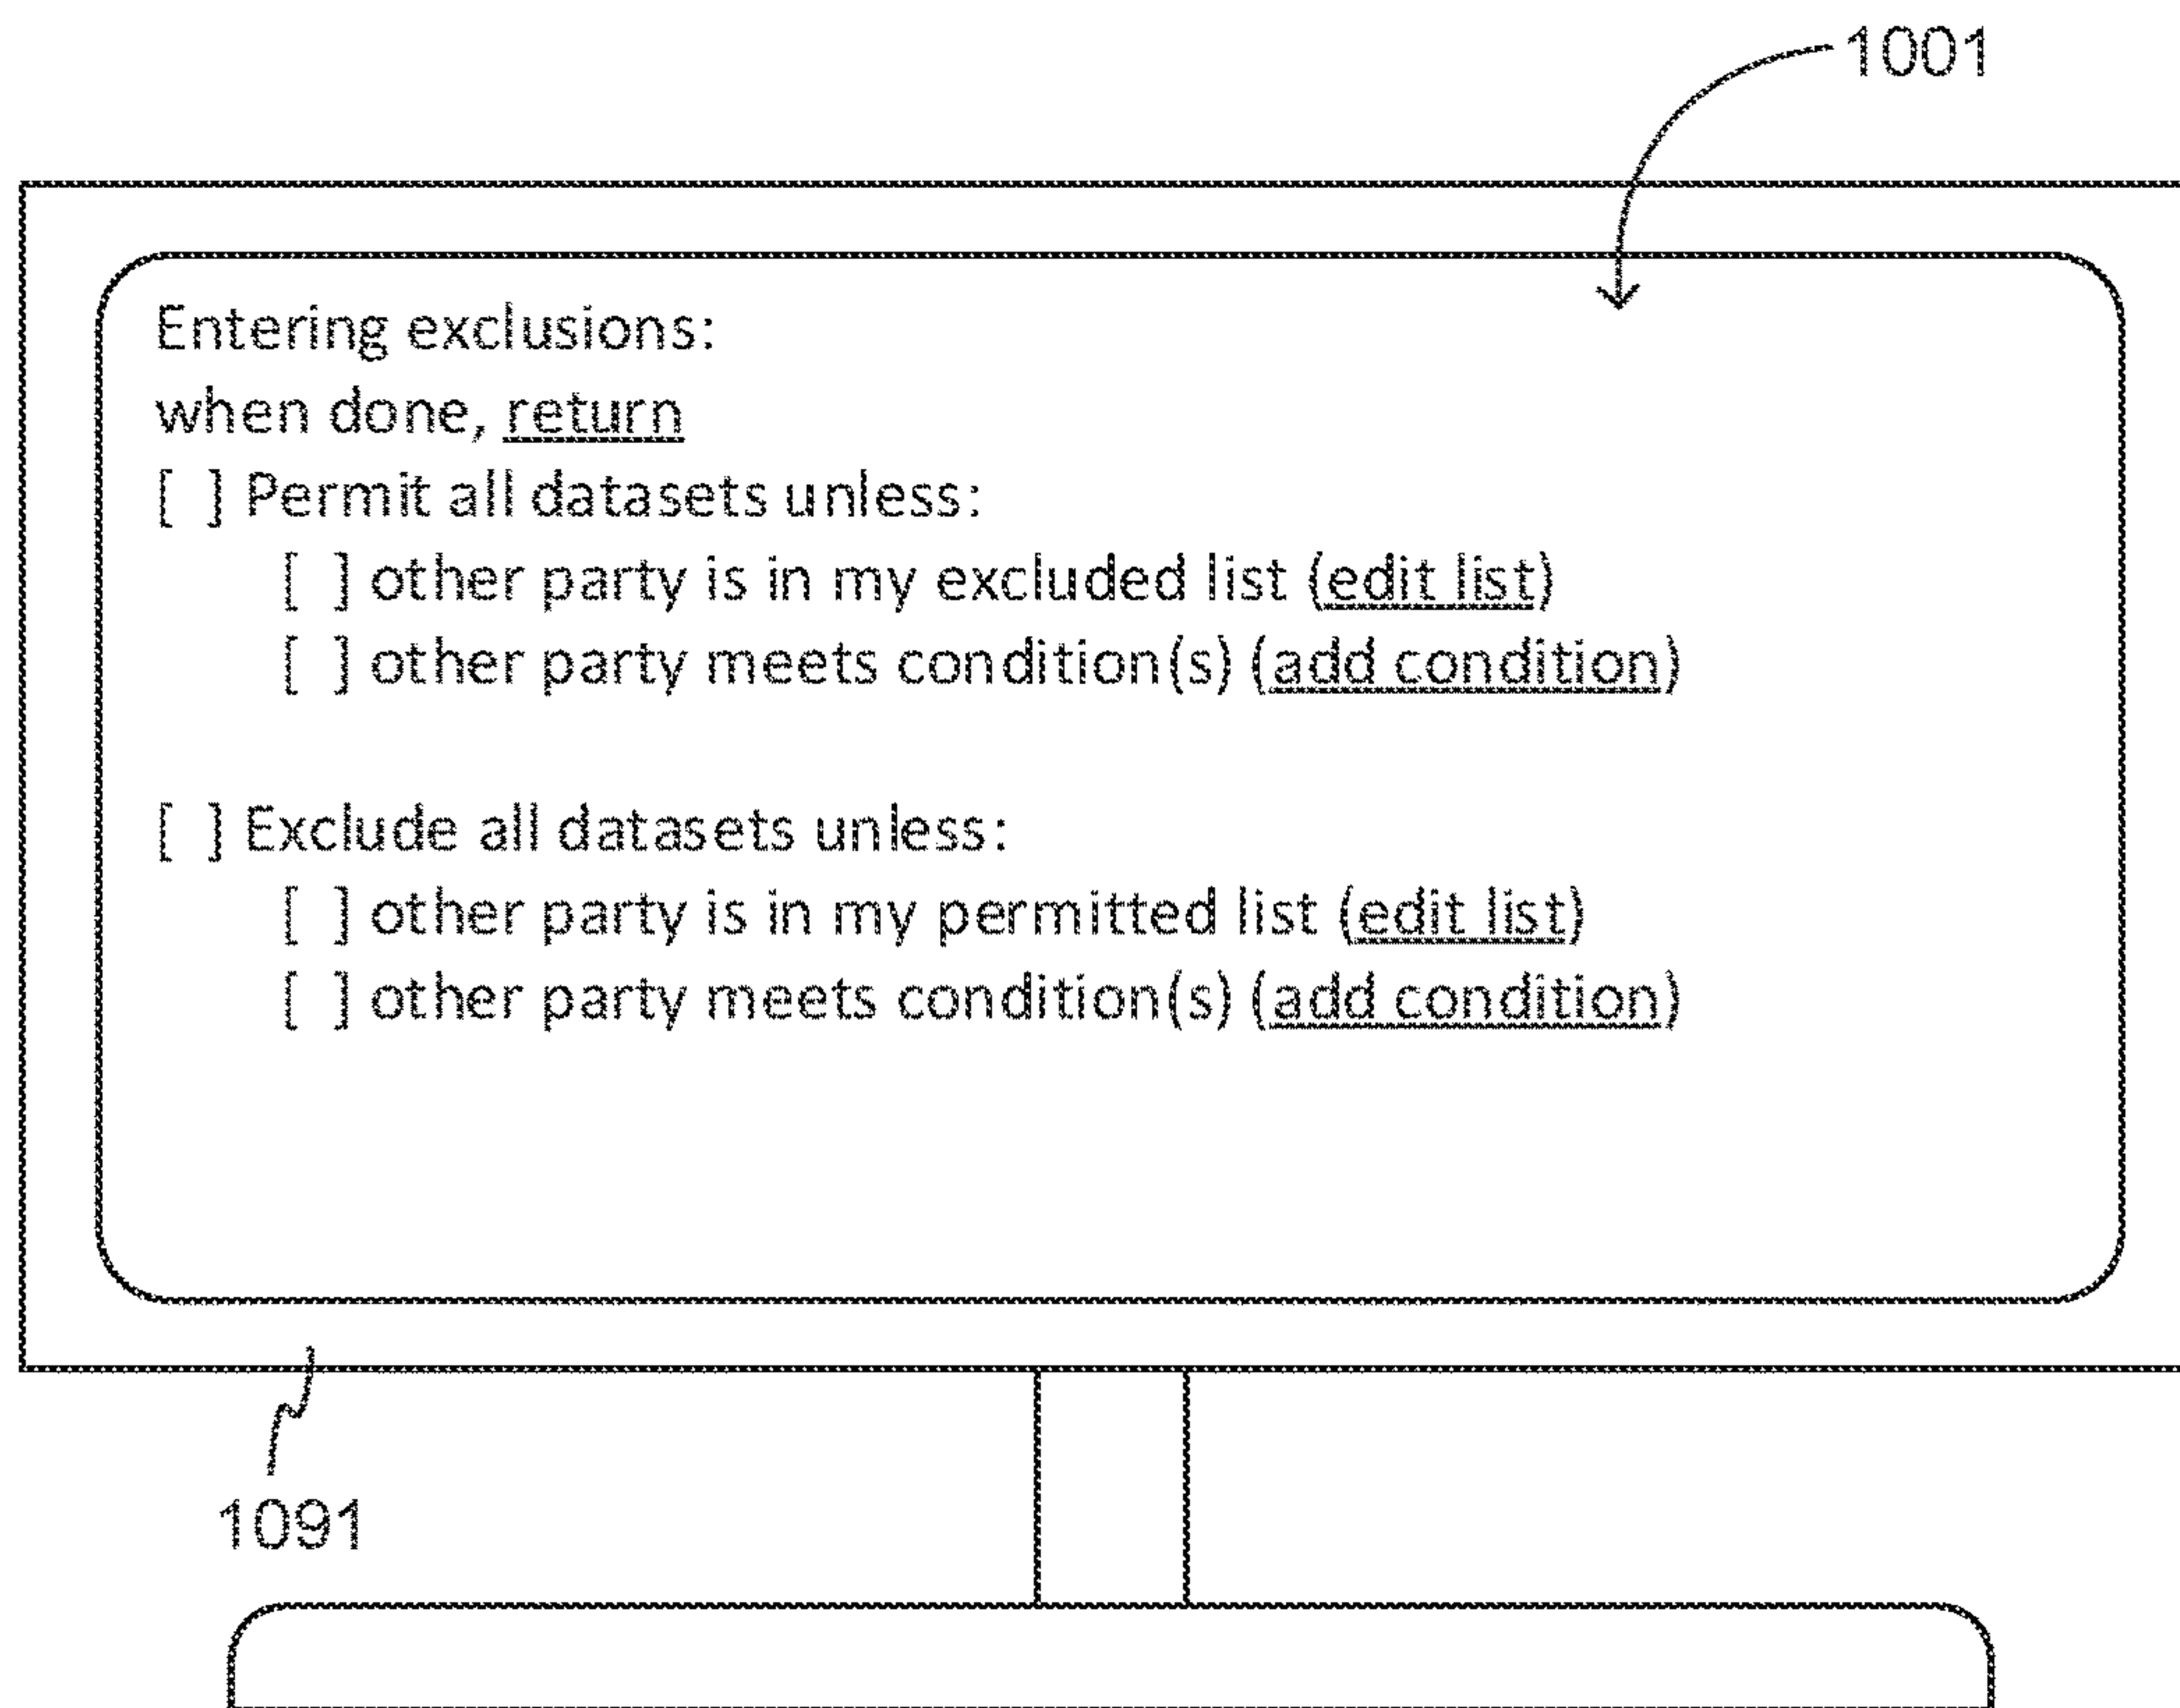 1001
Entering exclusions:
when done, return
[ ] Permit all datasets unless:
[ ] other party is in my excluded list (edit list)
[ ] other party meets condition(s) (add condition)
[ ] Exclude all datasets unless:
[ ] other party is in my permitted list (edit list)
[ ] other party meets condition(s) (add condition)
1091